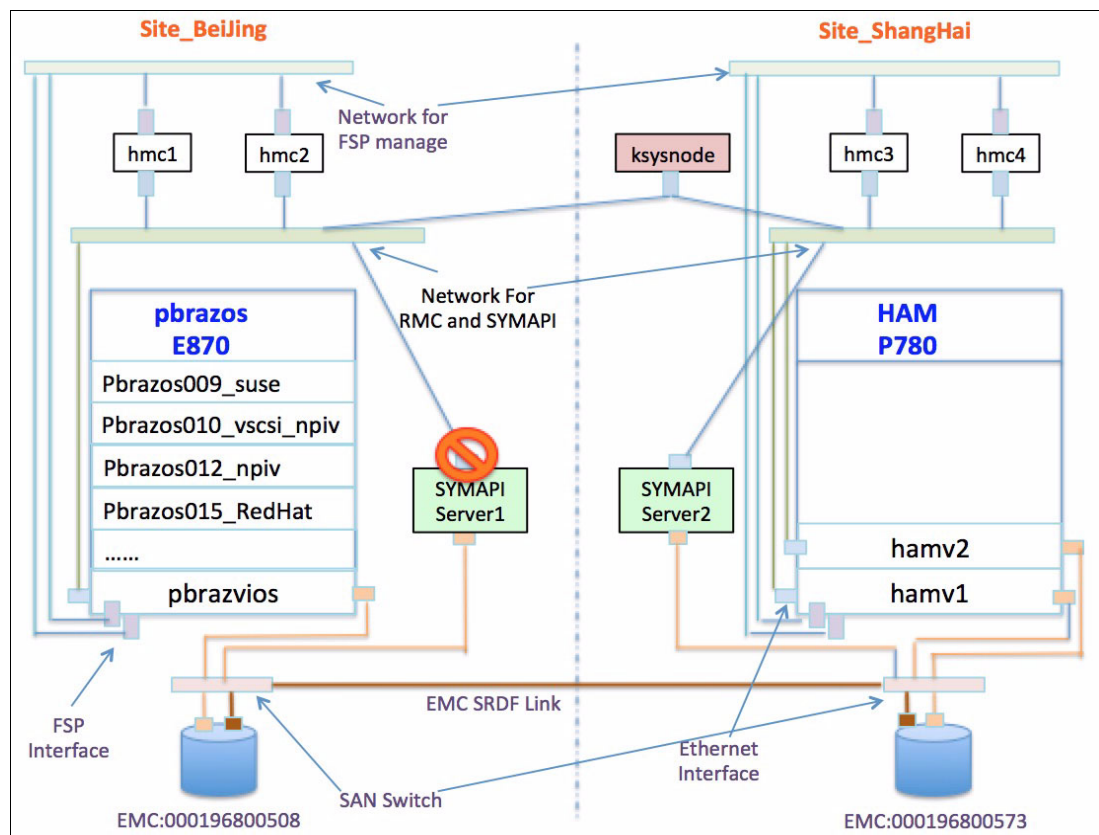 Site_BeiJing
Site_ShangHai
Network for
FSP manage
hmc1
hmc2
ksysnode
hmc3
hmc4
Network For
RMC and SYMAPI
pbrazos
E870
HAM
P780
Pbrazos009_suse
Pbrazos010_vscsi_npiv
Pbrazos012_npiv
Pbrazos015_RedHat
......
pbrazvios
SYMAPI
Server1
SYMAPI
Server2
hamv2
hamv1
EMC SRDF Link
FSP
Interface
SAN Switch
Ethernet
Interface
EMC:000196800508
EMC:000196800573